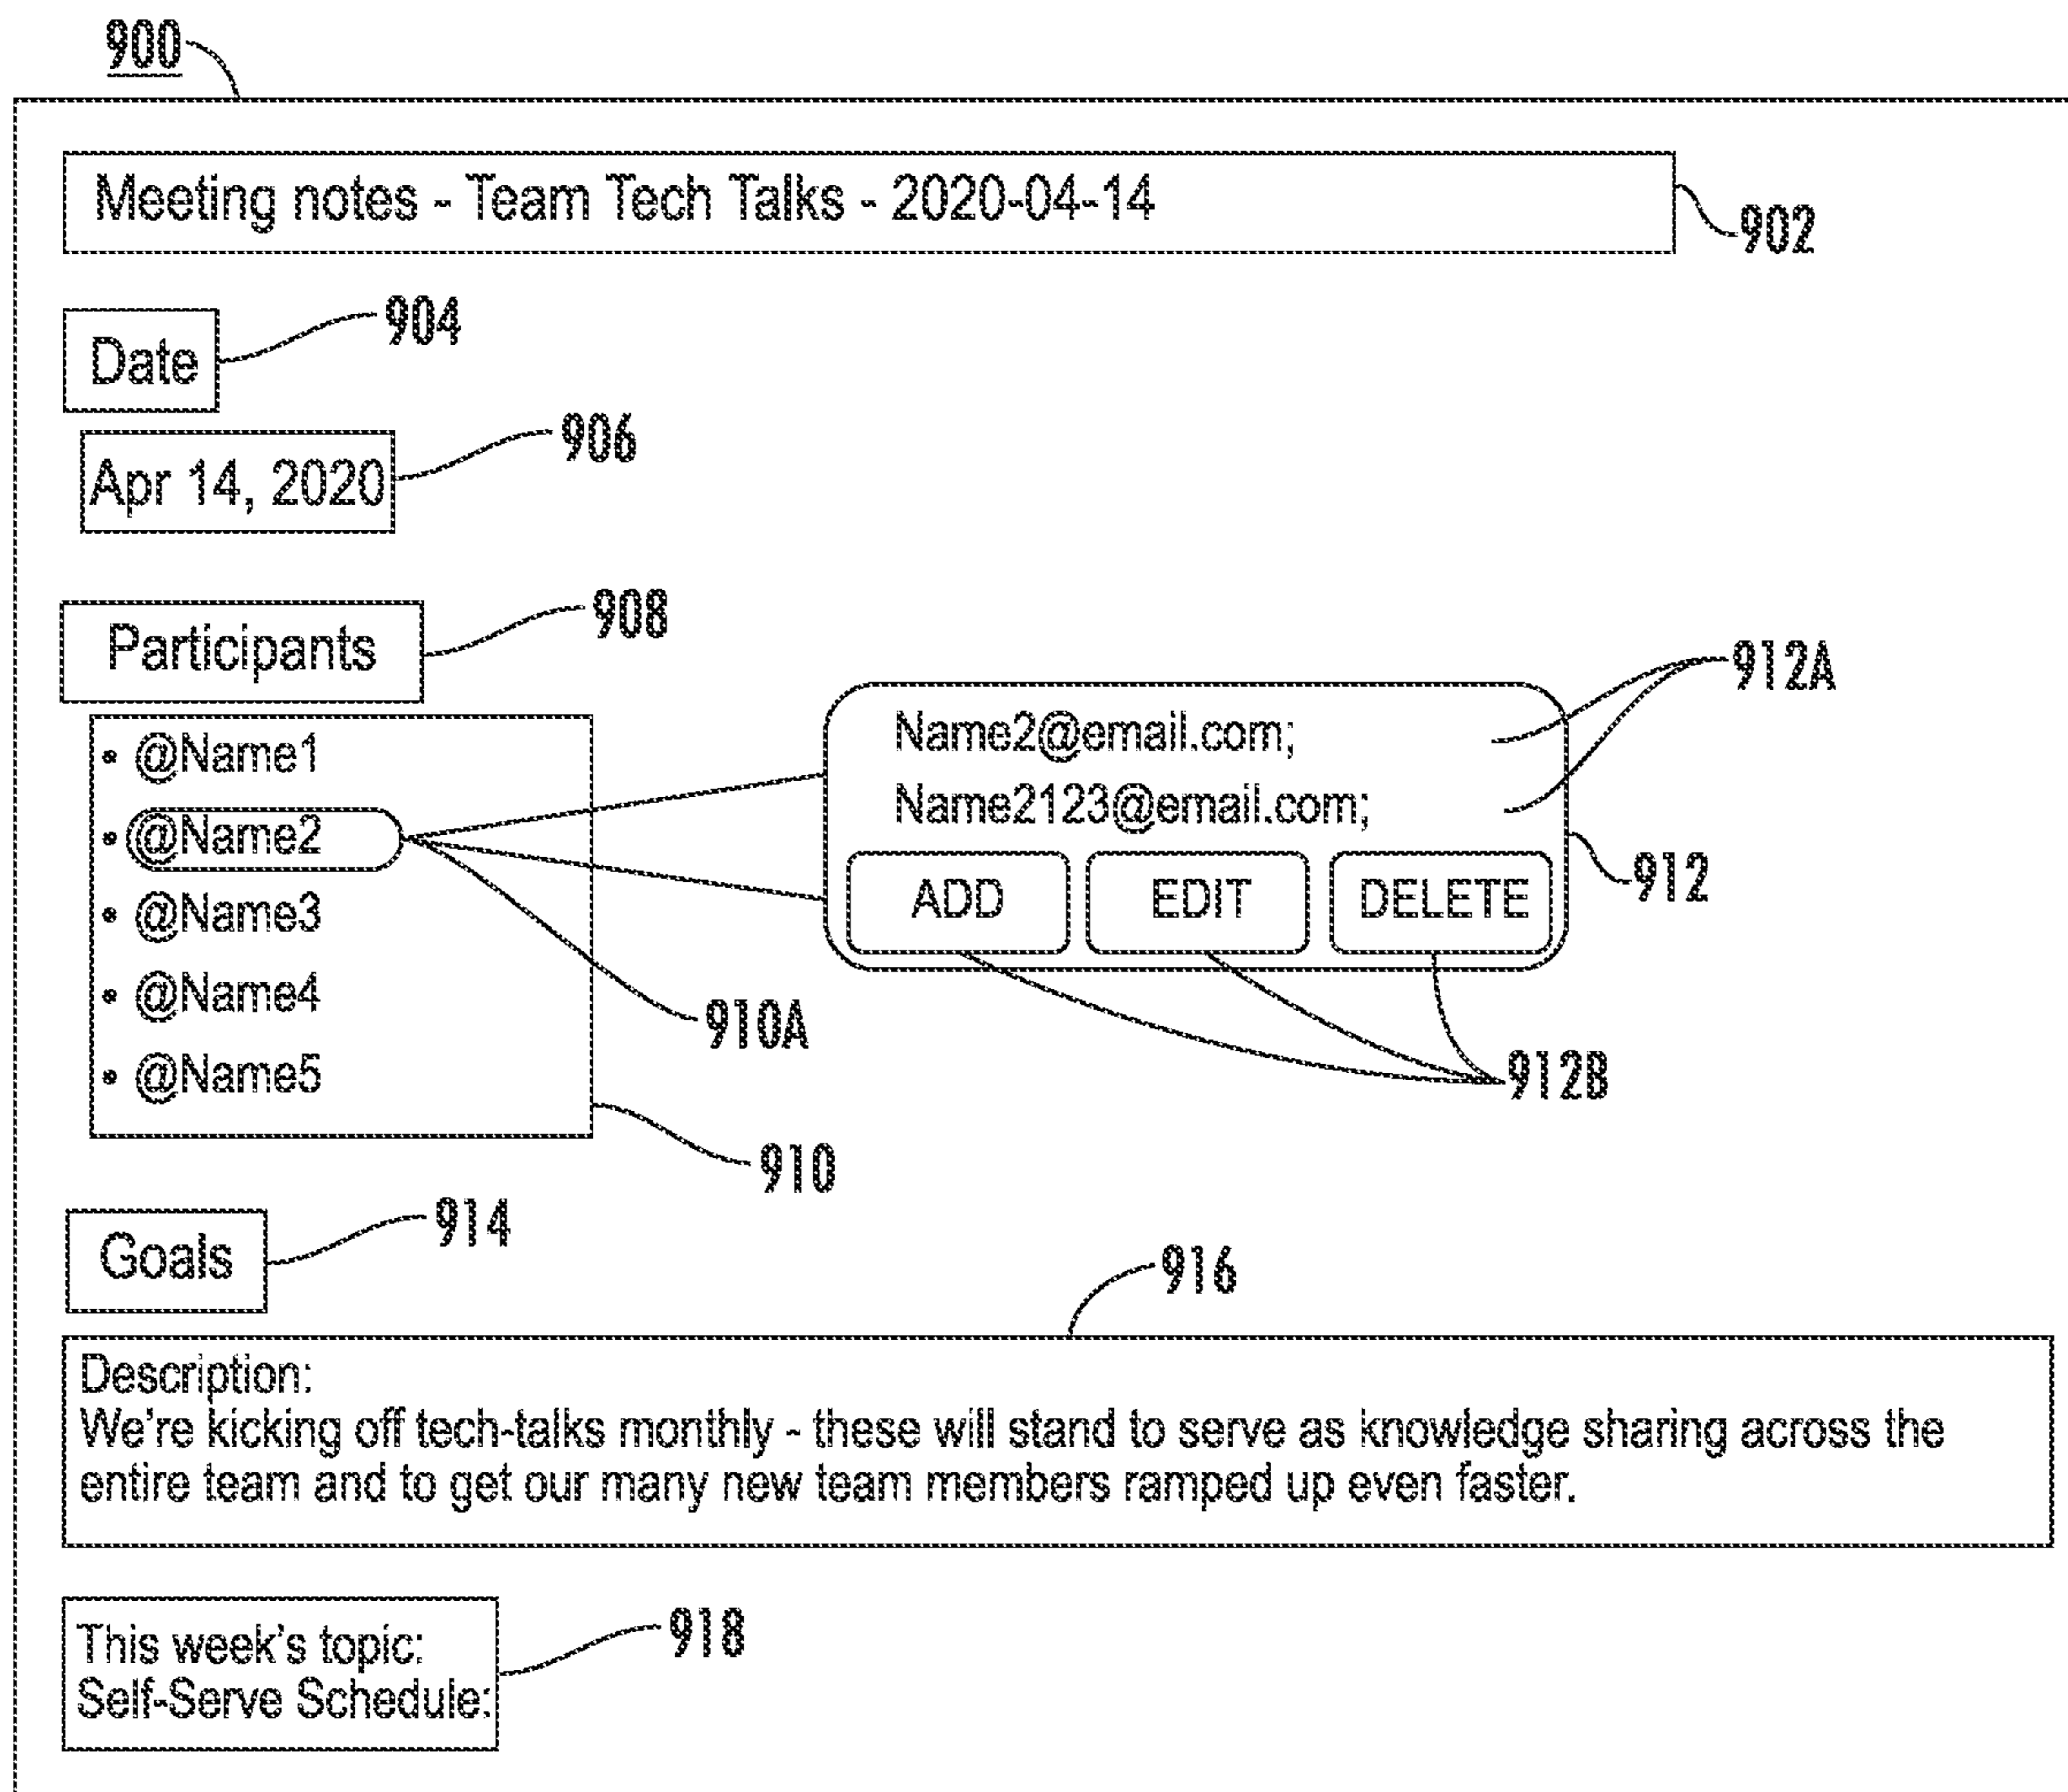 900
Meeting notes - Team Tech Talks - 2020-04-14
902
Date
904
Apr 14, 2020
906
Participants
908
• @Name1
• @Name2
• @Name3
• @Name4
• @Name5
910A
910
Name2@email.com;
Name2123@email.com;
ADD EDIT DELETE
912A
912
912B
Goals
914
916
Description:
We're kicking off tech-talks monthly - these will stand to serve as knowledge sharing across the
entire team and to get our many new team members ramped up even faster.
This week's topic:
Self-Serve Schedule:
918